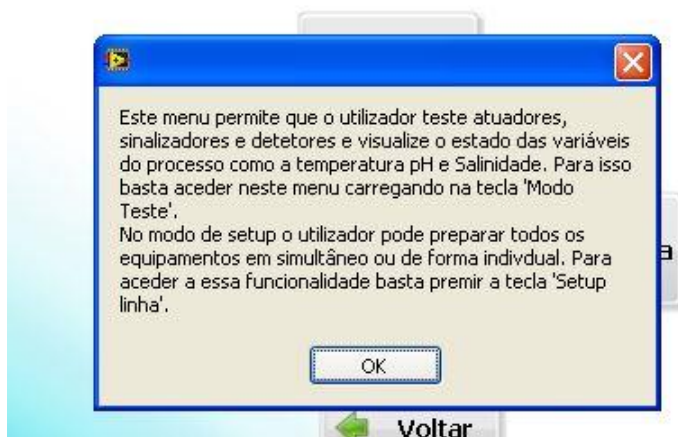 Este menu permite que o utilizador teste atuadores,
sinalizadores e detetores e visualize o estado das variáveis
do processo como a temperatura pH e Salinidade. Para isso
basta aceder neste menu carregando na tecla 'Modo
Teste'.
No modo de setup o utilizador pode preparar todos os
equipamentos em simultâneo ou de forma indivdual. Para
aceder a essa funcionalidade basta premir a tecla 'Setup
linha'.
a
OK
Voltar